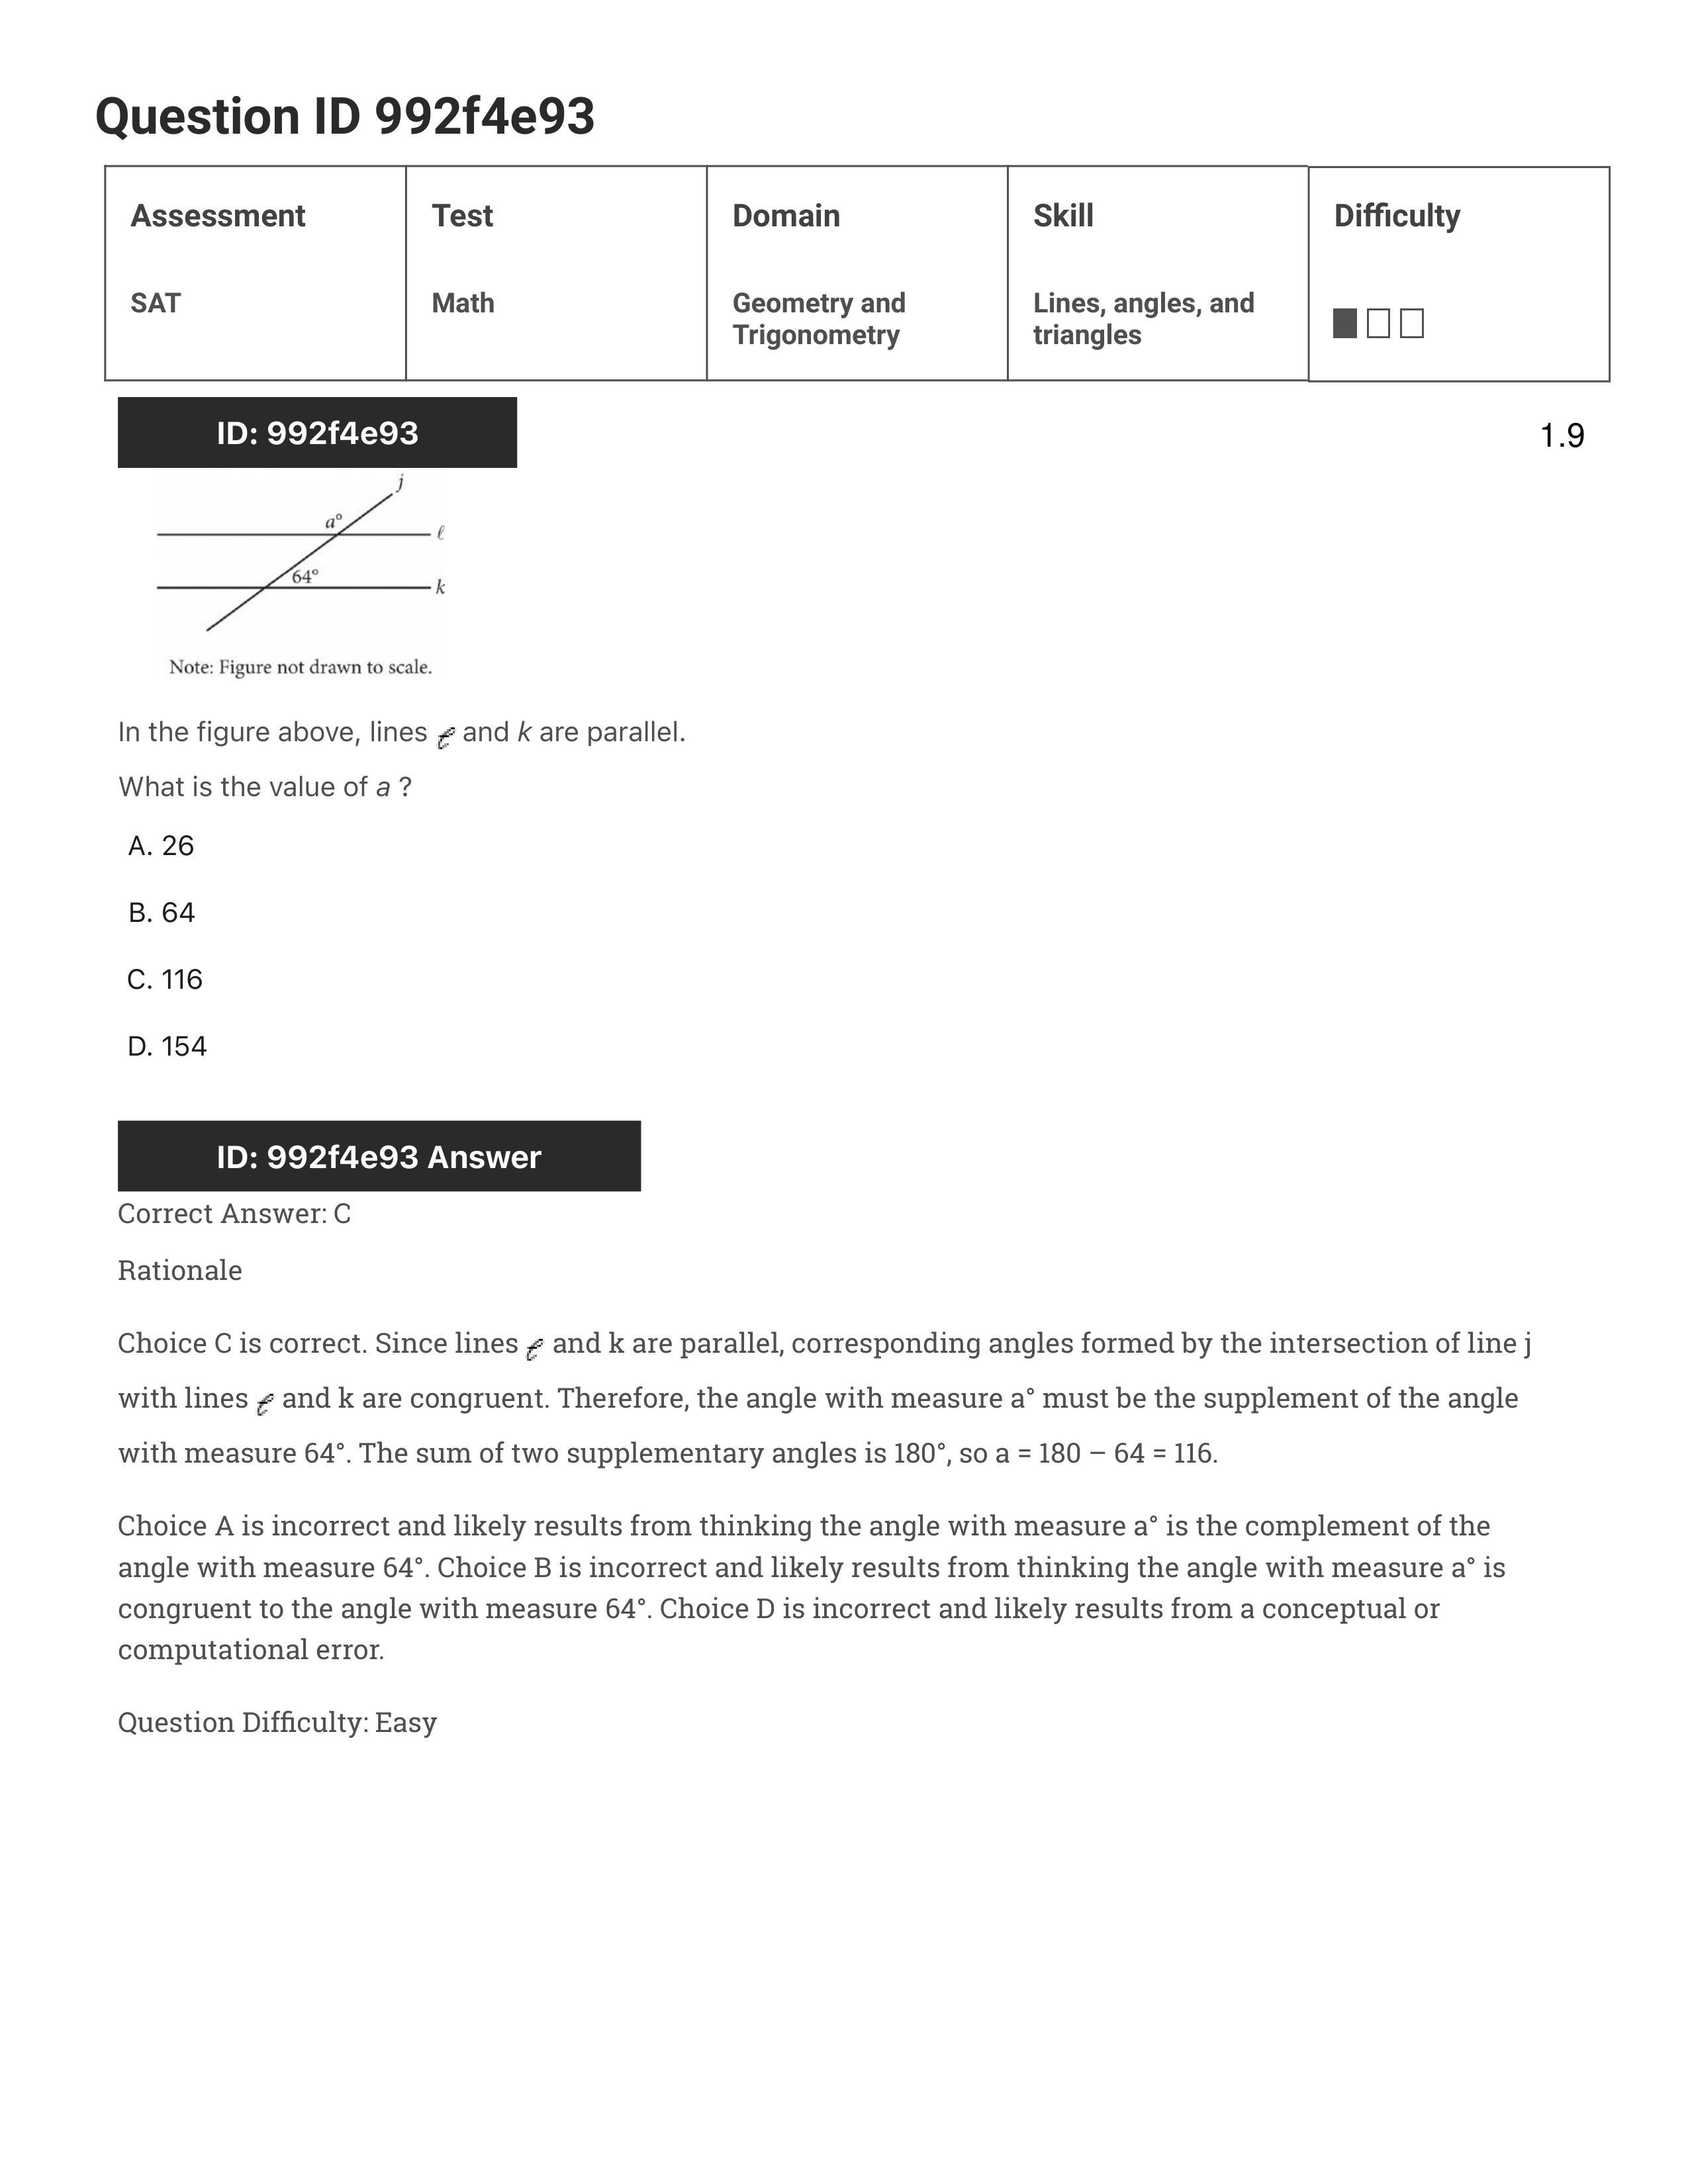 Question ID 992f4e93
Assessment
Test
Domain
Skill
Difficulty
SAT
Math
Geometry and
Trigonometry
Lines, angles, and
triangles
ID: 992f4e93
1.9
j
a°
ℓ
64°
k
Note: Figure not drawn to scale.
In the figure above, lines ℓ and k are parallel.
What is the value of a ?
A. 26
B. 64
C. 116
D. 154
ID: 992f4e93 Answer
Correct Answer: C
Rationale
Choice C is correct. Since lines ℓ and k are parallel, corresponding angles formed by the intersection of line j
with lines ℓ and k are congruent. Therefore, the angle with measure a° must be the supplement of the angle
with measure 64°. The sum of two supplementary angles is 180°, so a = 180 – 64 = 116.
Choice A is incorrect and likely results from thinking the angle with measure a° is the complement of the
angle with measure 64°. Choice B is incorrect and likely results from thinking the angle with measure a° is
congruent to the angle with measure 64°. Choice D is incorrect and likely results from a conceptual or
computational error.
Question Difficulty: Easy